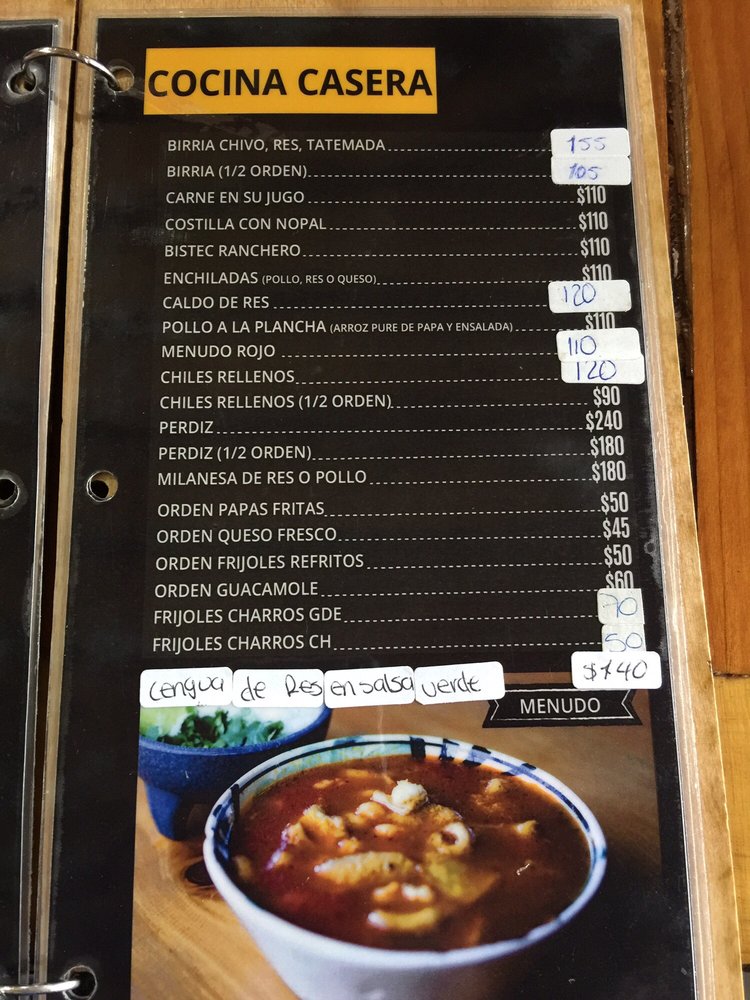 COCINA CASERA
BIRRIA CHIVO, RES, TATEMADA 155
BIRRIA (1/2 ORDEN) 105
CARNE EN SU JUGO $110
COSTILLA CON NOPAL $110
BISTEC RANCHERO $110
ENCHILADAS (POLLO, RES O QUESO) $110
CALDO DE RES 120
POLLO A LA PLANCHA (ARROZ PURE DE PAPA Y ENSALADA) $110
MENUDO ROJO 110
CHILES RELLENOS 120
CHILES RELLENOS (1/2 ORDEN) $90
PERDIZ $240
PERDIZ (1/2 ORDEN) $180
MILANESA DE RES O POLLO $180
ORDEN PAPAS FRITAS $50
ORDEN QUESO FRESCO $45
ORDEN FRIJOLES REFRITOS $50
ORDEN GUACAMOLE $60
FRIJOLES CHARROS GDE 70
FRIJOLES CHARROS CH 50
Lengua de Res en salsa verde $140
MENUDO